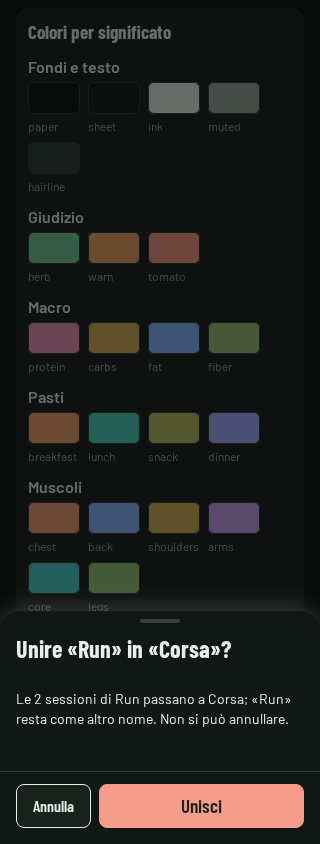 Colori per significato
Fondi e testo
paper sheet ink muted
hairline
Giudizio
herb warn tomato
Macro
protein carbs fat fiber
Pasti
breakfast lunch snack dinner
Muscoli
chest back shoulders arms
core legs
Unire «Run» in «Corsa»?
Le 2 sessioni di Run passano a Corsa; «Run»
resta come altro nome. Non si può annullare.
Annulla Unisci